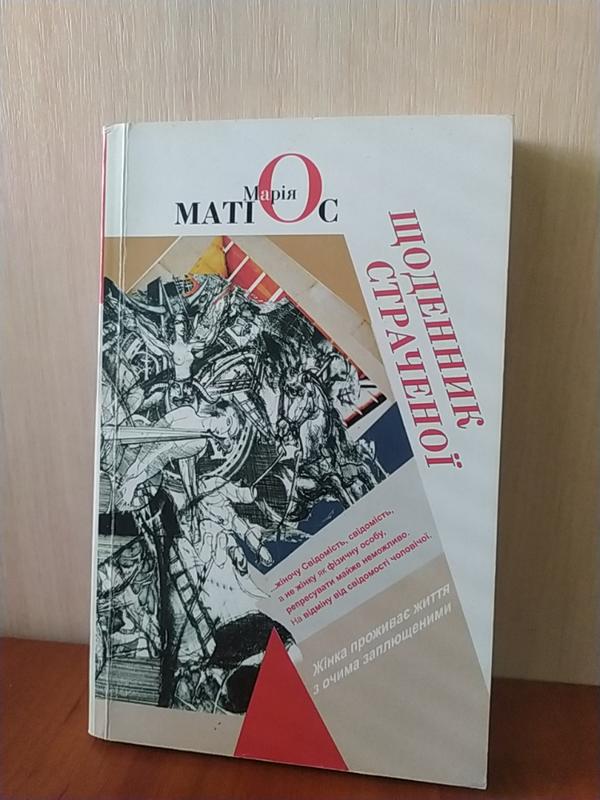 Марія
МАТІОС
ЩОДЕННИК
СТРАЧЕНОЇ
...жіночу Свідомість, свідомість,
а не жінку як фізичну особу,
репресувати майже неможливо.
На відміну від свідомості чоловічої.
Жінка проживає життя
з очима заплющеними